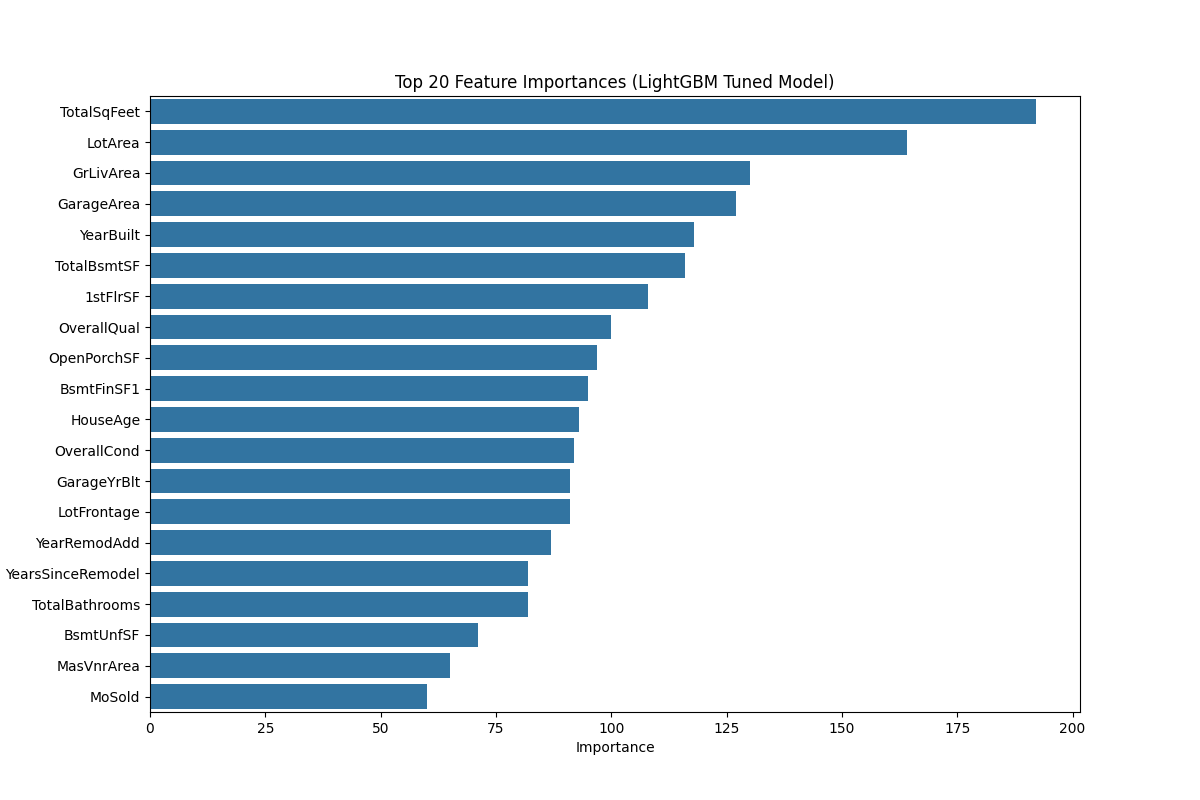 Top 20 Feature Importances (LightGBM Tuned Model)
TotalSqFeet
LotArea
GrLivArea
GarageArea
YearBuilt
TotalBsmtSF
1stFlrSF
OverallQual
OpenPorchSF
BsmtFinSF1
HouseAge
OverallCond
GarageYrBlt
LotFrontage
YearRemodAdd
YearsSinceRemodel
TotalBathrooms
BsmtUnfSF
MasVnrArea
MoSold
0 25 50 75 100 125 150 175 200
Importance